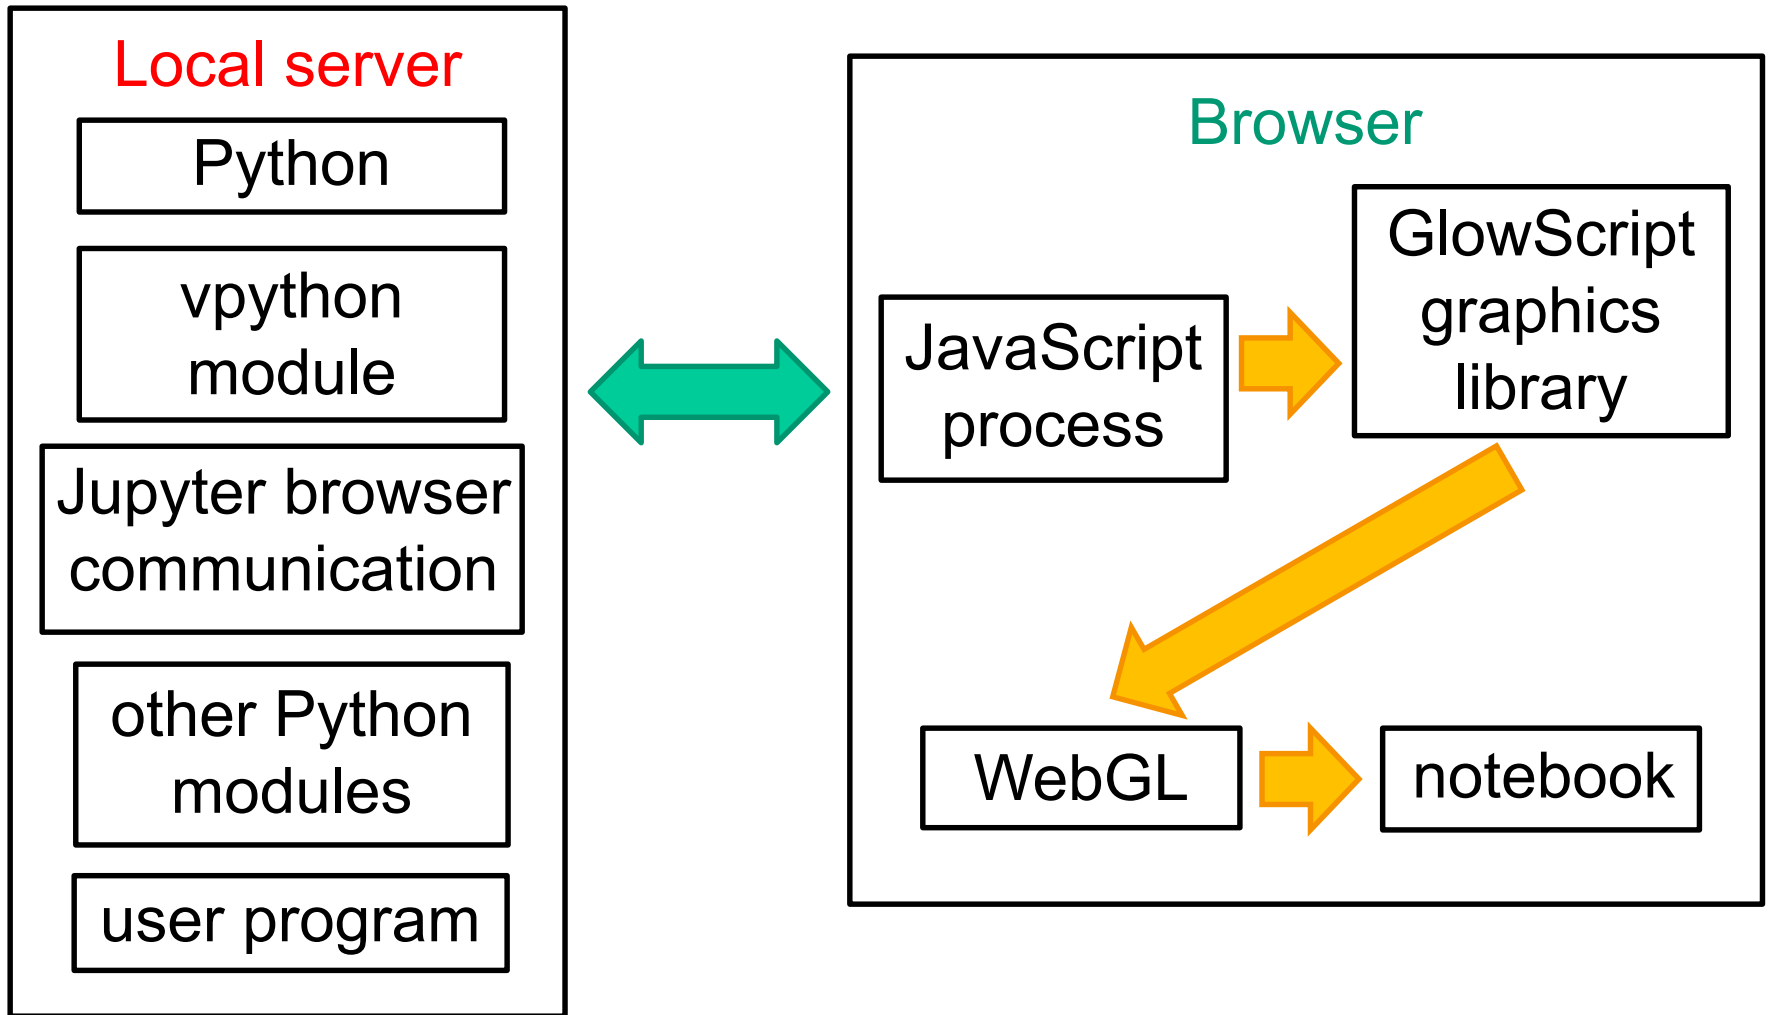 Local server
Python
vpython
module
Jupyter browser
communication
other Python
modules
user program
Browser
JavaScript
process
GlowScript
graphics
library
WebGL
notebook